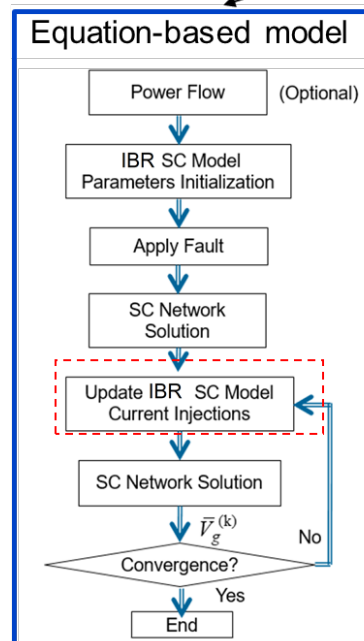 Equation-based model
Power Flow
(Optional)
IBR SC Model
Parameters Initialization
Apply Fault
SC Network
Solution
Update IBR SC Model
Current Injections
SC Network Solution
V̄g(k)
No
Convergence?
Yes
End